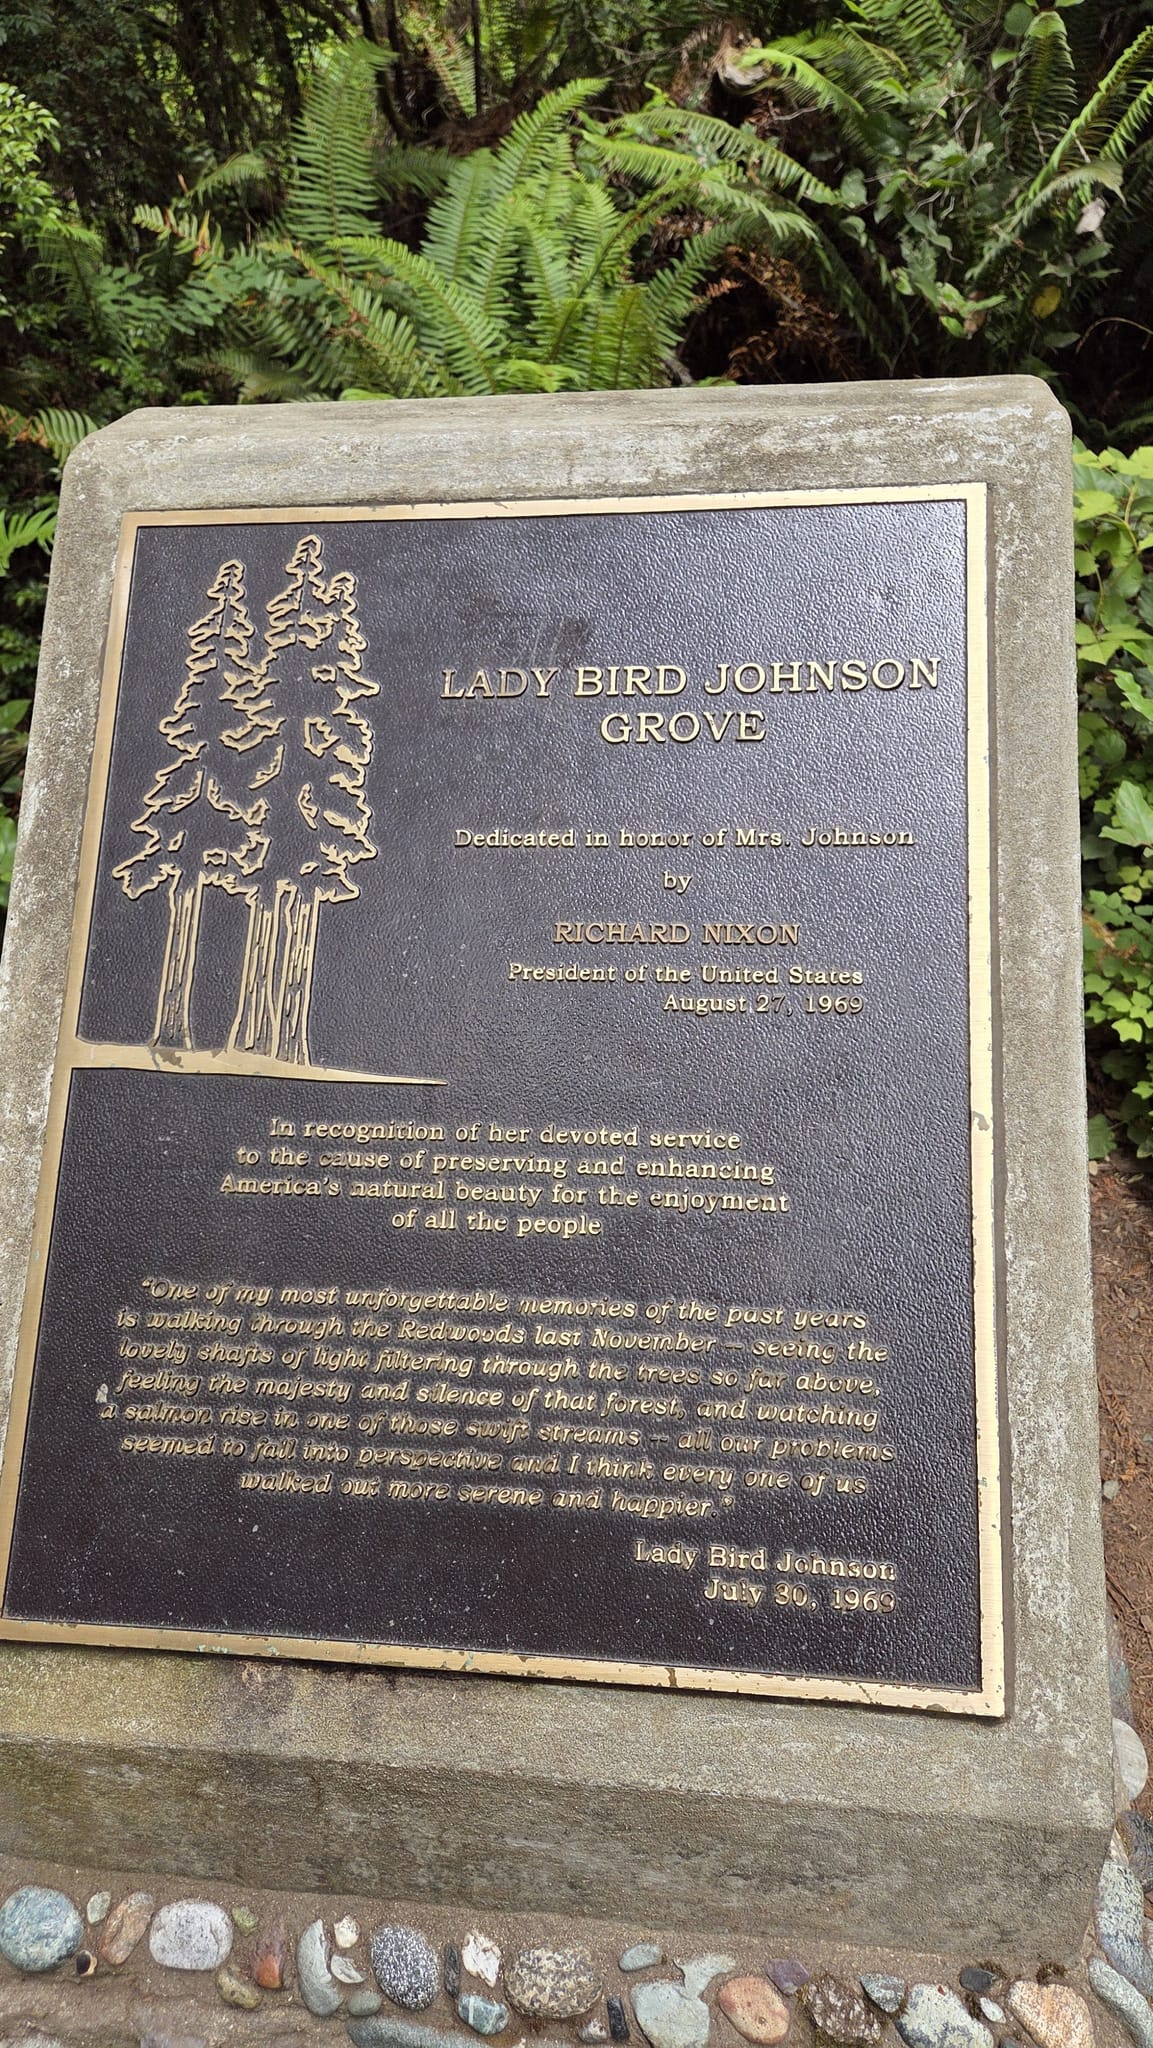 LADY BIRD JOHNSON
GROVE
Dedicated in honor of Mrs. Johnson
by
RICHARD NIXON
President of the United States
August 27, 1969
In recognition of her devoted service
to the cause of preserving and enhancing
America's natural beauty for the enjoyment
of all the people
"One of my most unforgettable memories of the past years
is walking through the Redwoods last November — seeing the
lovely shafts of light filtering through the trees so far above,
feeling the majesty and silence of that forest, and watching
a salmon rise in one of those swift streams — all our problems
seemed to fall into perspective and I think every one of us
walked out more serene and happier."
Lady Bird Johnson
July 30, 1969